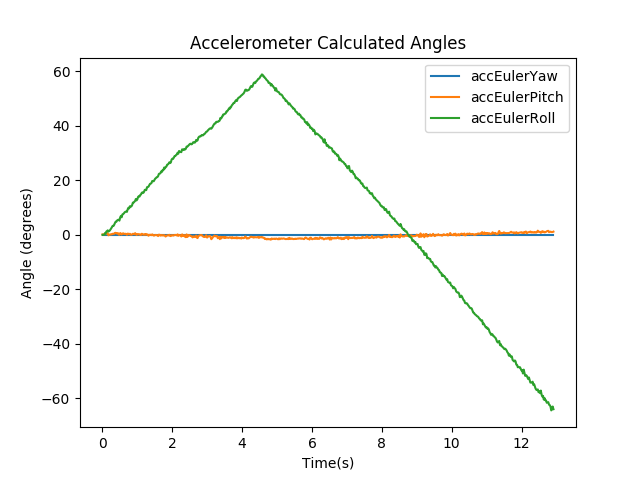 Accelerometer Calculated Angles
accEulerYaw
accEulerPitch
accEulerRoll
60
40
20
0
−20
−40
−60
Angle (degrees)
0 2 4 6 8 10 12
Time(s)